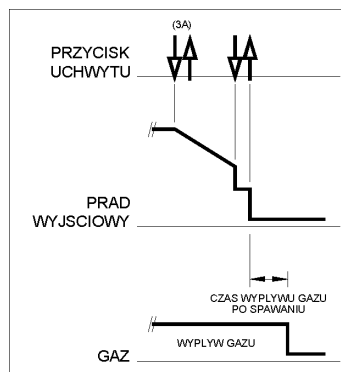 (3A)
PRZYCISK
UCHWYTU
PRAD
WYJSCIOWY
CZAS WYPLYWU GAZU
PO SPAWANIU
WYPLYW GAZU
GAZ